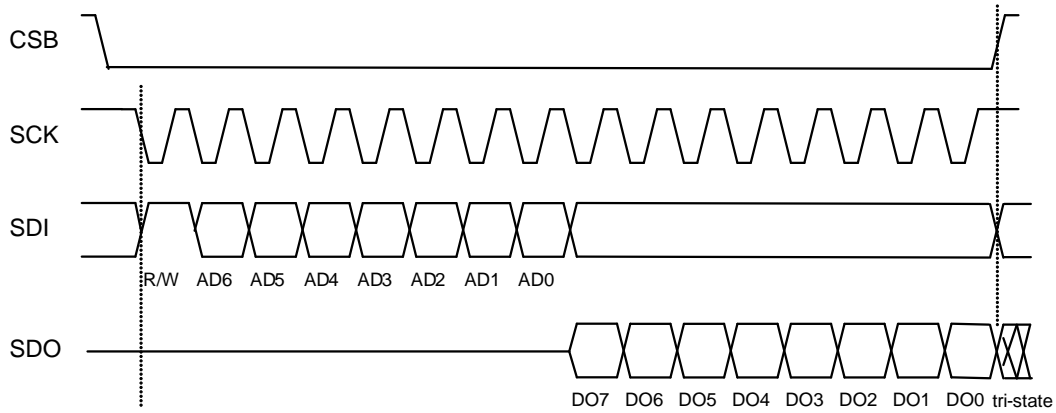 CSB
SCK
SDI
R/W AD6 AD5 AD4 AD3 AD2 AD1 AD0
SDO
DO7 DO6 DO5 DO4 DO3 DO2 DO1 DO0 tri-state